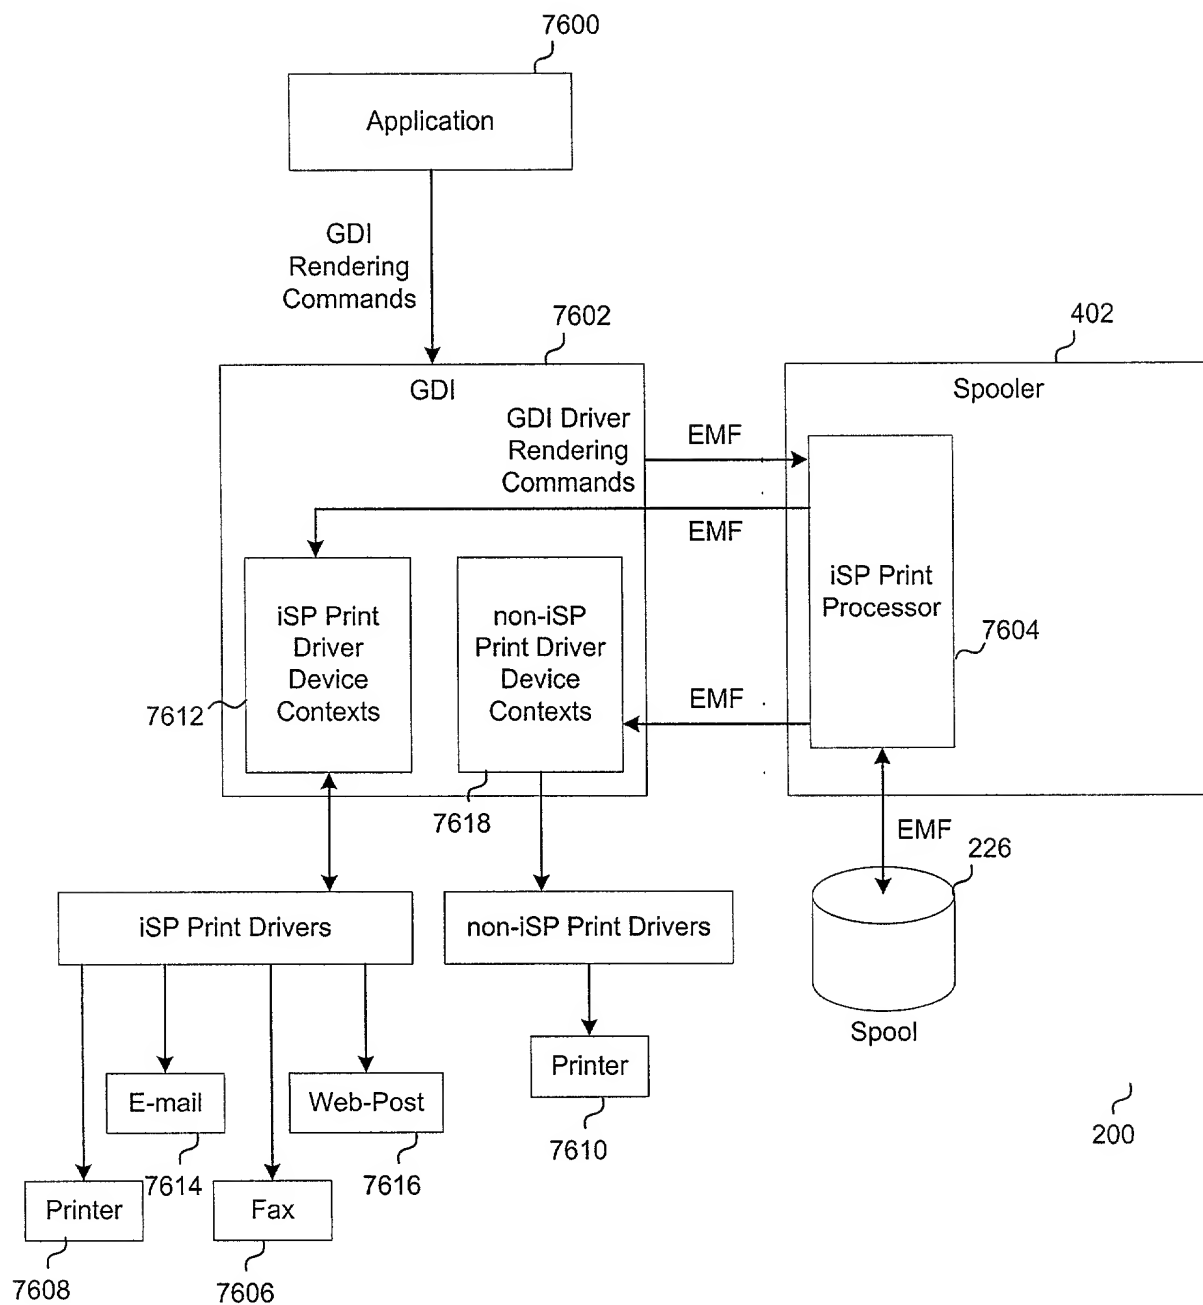 7600
Application
GDI
Rendering
Commands
7602
402
GDI
Spooler
GDI Driver
Rendering
Commands
EMF
EMF
iSP Print
Driver
Device
Contexts
non-iSP
Print Driver
Device
Contexts
iSP Print
Processor
7604
7612
EMF
7618
EMF
226
iSP Print Drivers
non-iSP Print Drivers
Spool
Printer
E-mail
Web-Post
7610
200
7614
7616
Printer
Fax
7608
7606